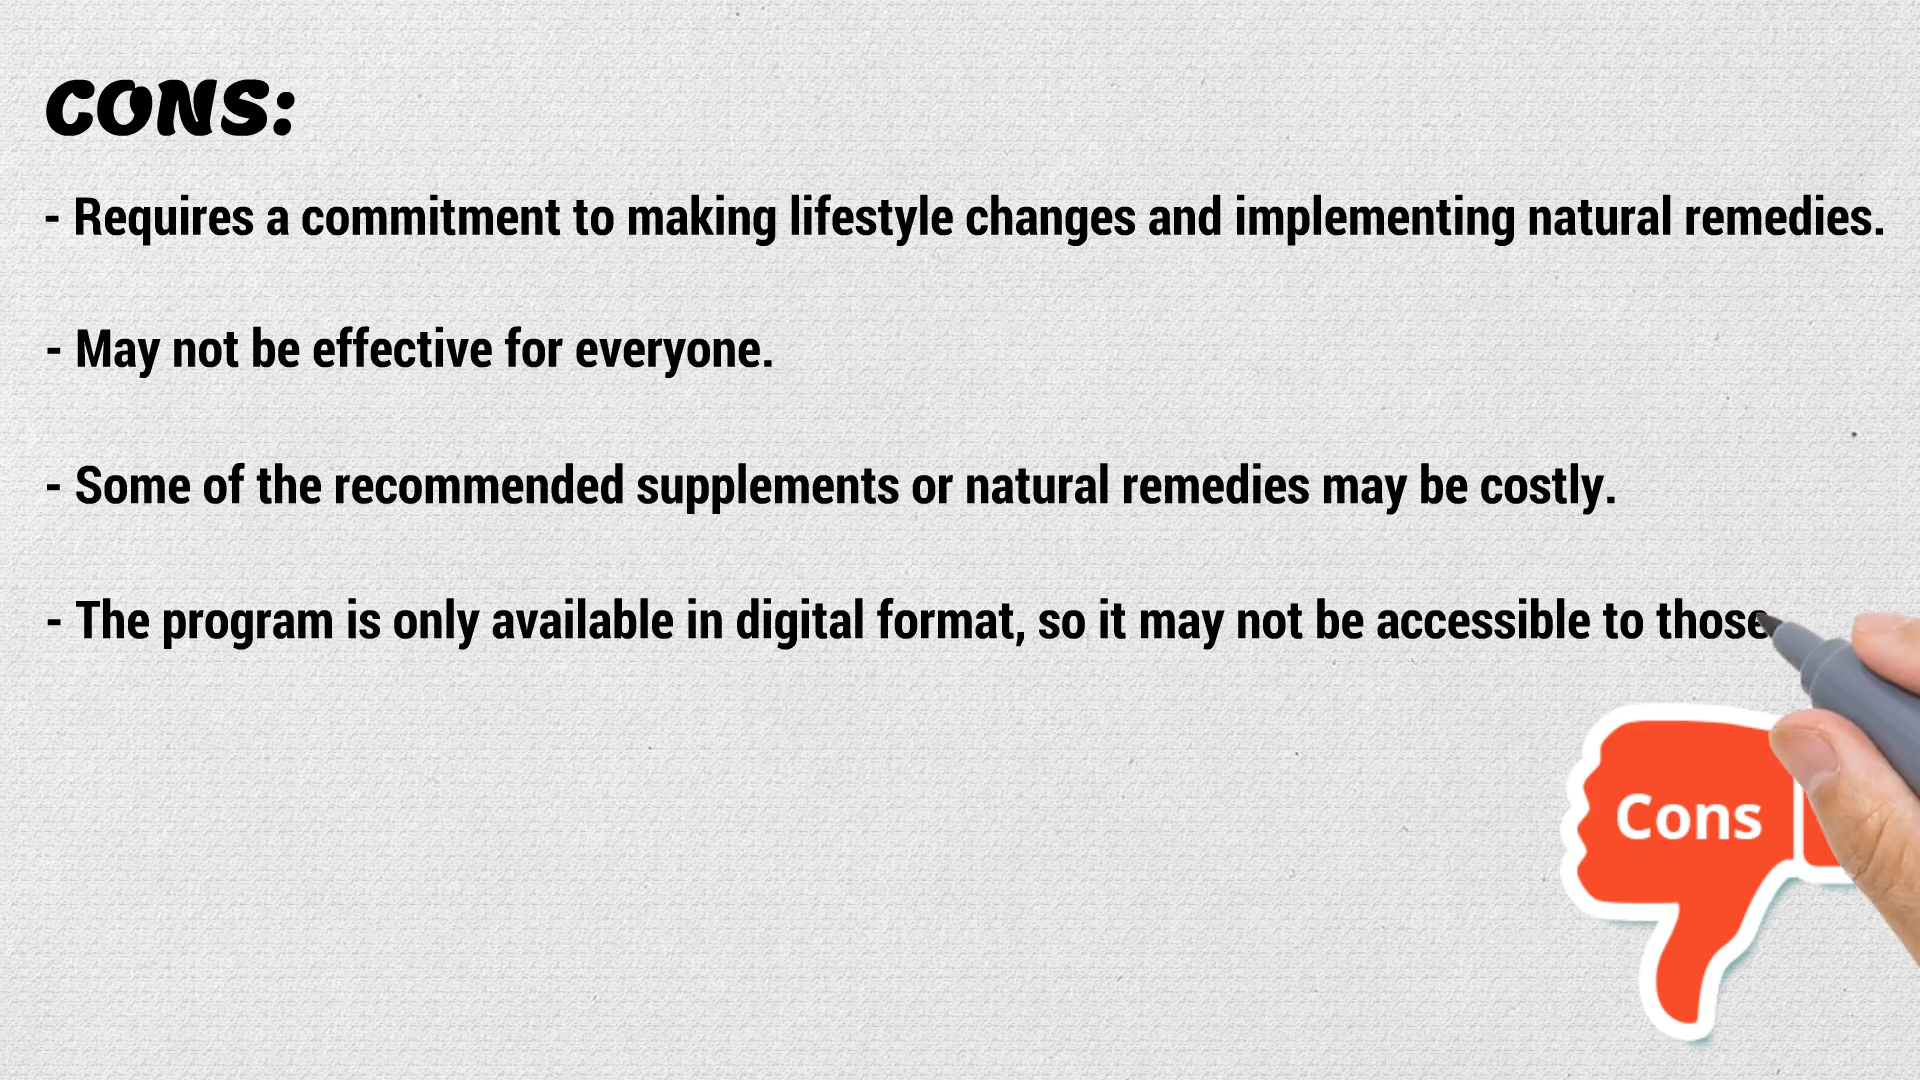 CONS:
- Requires a commitment to making lifestyle changes and implementing natural remedies.
- May not be effective for everyone.
- Some of the recommended supplements or natural remedies may be costly.
- The program is only available in digital format, so it may not be accessible to those
Cons